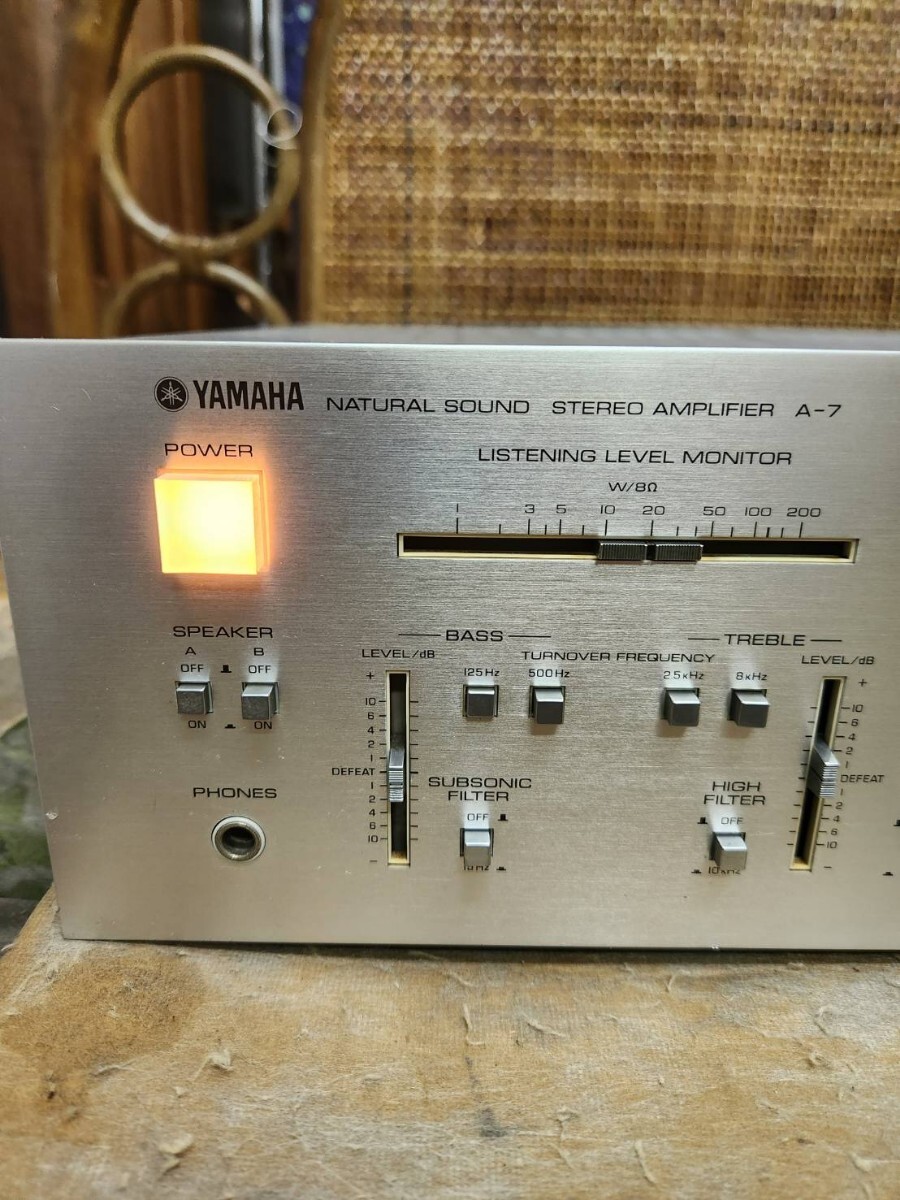 YAMAHA NATURAL SOUND STEREO AMPLIFIER A-7
POWER
LISTENING LEVEL MONITOR
W/8Ω
1 3 5 10 20 50 100 200
SPEAKER
A B
OFF OFF
ON ON
BASS
TREBLE
LEVEL/dB
TURNOVER FREQUENCY
LEVEL/dB
125Hz 500Hz 2.5kHz 8kHz
+
10
6
4
2
1
DEFEAT
1
2
4
6
10
-
+
10
6
4
2
1
DEFEAT
1
2
4
6
10
-
SUBSONIC
FILTER
OFF
10Hz
HIGH
FILTER
OFF
10kHz
PHONES